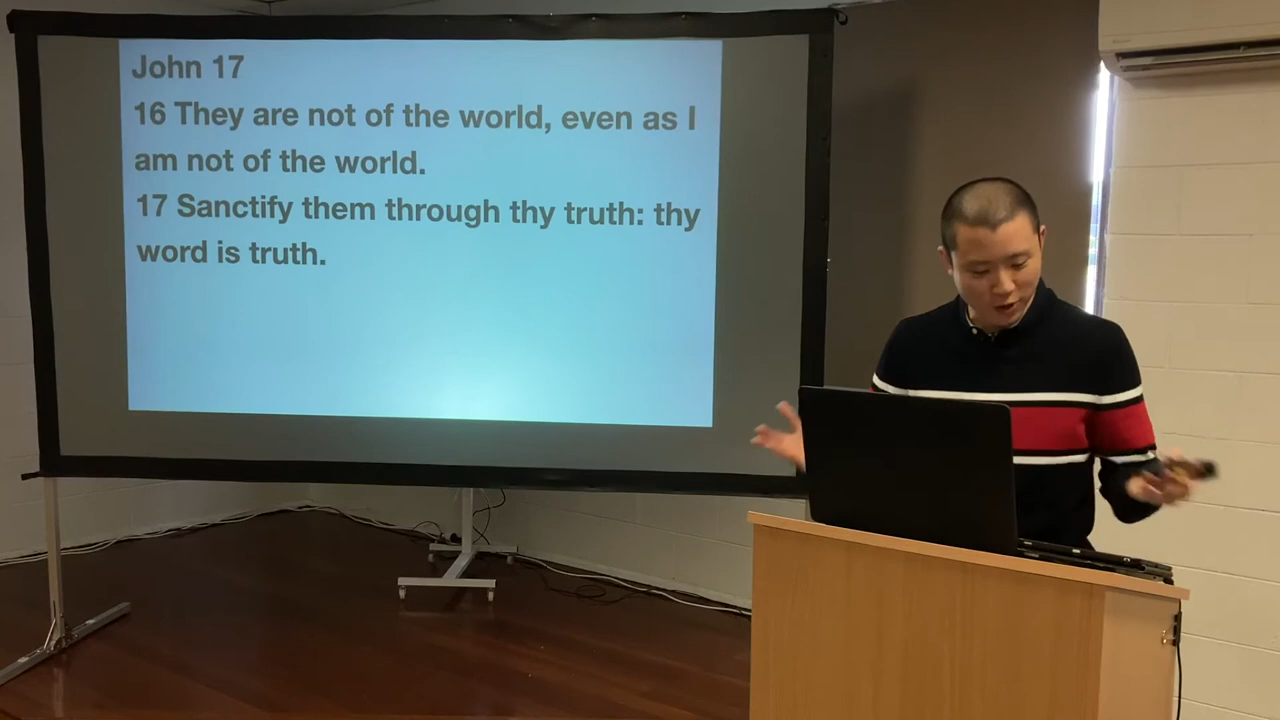 John 17
16 They are not of the world, even as I
am not of the world.
17 Sanctify them through thy truth: thy
word is truth.